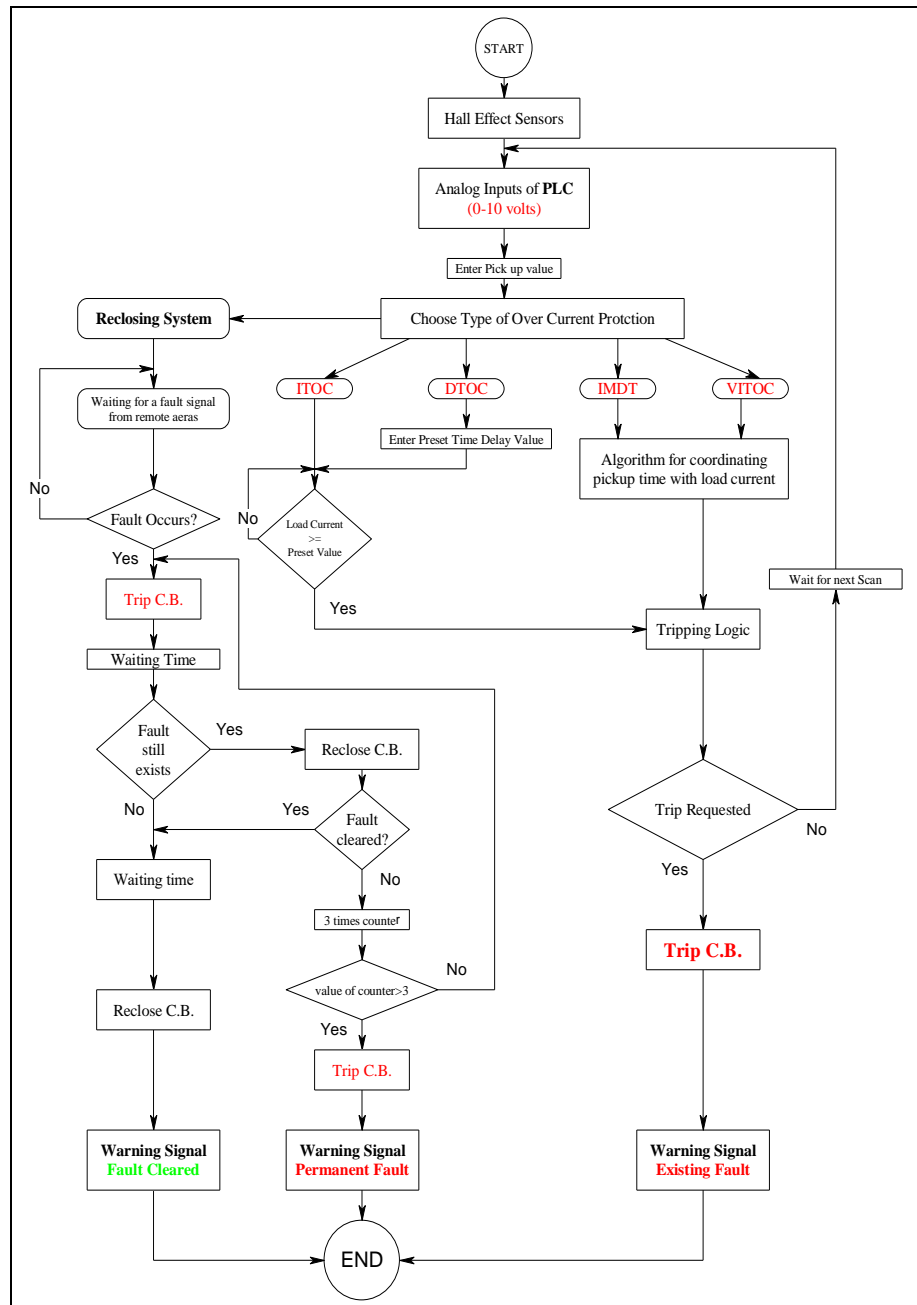 START
Hall Effect Sensors
Analog Inputs of PLC
(0-10 volts)
Enter Pick up value
Choose Type of Over Current Protction
Reclosing System
ITOC
DTOC
IMDT
VITOC
Waiting for a fault signal
from remote aeras
Enter Preset Time Delay Value
Algorithm for coordinating
pickup time with load current
No
Fault Occurs?
Yes
No
Load Current
>=
Preset Value
Yes
Wait for next Scan
Trip C.B.
Tripping Logic
Waiting Time
Fault
still
exists
Yes
No
Reclose C.B.
Yes
Fault
cleared?
No
Trip Requested
No
Yes
Waiting time
3 times counter
value of counter>3
No
Yes
Trip C.B.
Reclose C.B.
Trip C.B.
Warning Signal
Fault Cleared
Warning Signal
Permanent Fault
Warning Signal
Existing Fault
END